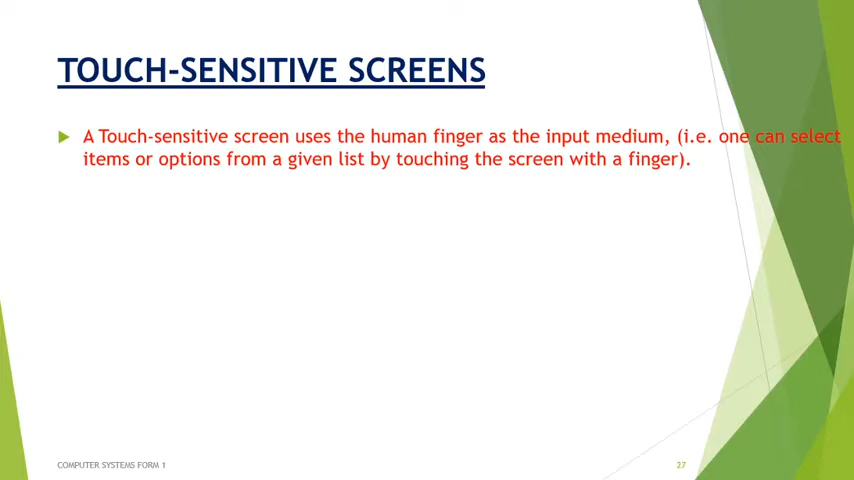 TOUCH-SENSITIVE SCREENS
A Touch-sensitive screen uses the human finger as the input medium, (i.e. one can select
items or options from a given list by touching the screen with a finger).
COMPUTER SYSTEMS FORM 1
27